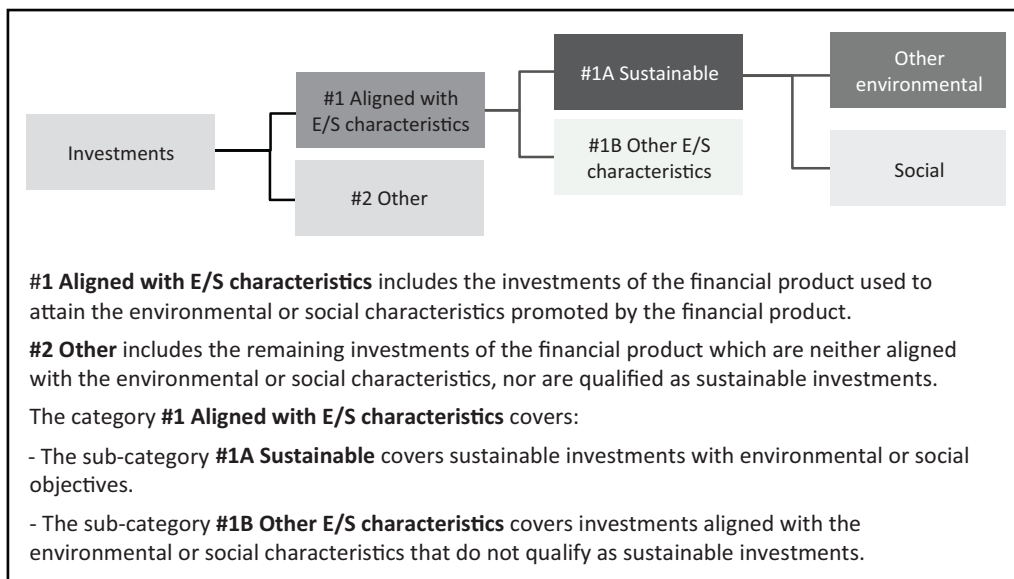 Investments
#1 Aligned with
E/S characteristics
#2 Other
#1A Sustainable
#1B Other E/S
characteristics
Other
environmental
Social
#1 Aligned with E/S characteristics includes the investments of the financial product used to
attain the environmental or social characteristics promoted by the financial product.
#2 Other includes the remaining investments of the financial product which are neither aligned
with the environmental or social characteristics, nor are qualified as sustainable investments.
The category #1 Aligned with E/S characteristics covers:
- The sub-category #1A Sustainable covers sustainable investments with environmental or social
objectives.
- The sub-category #1B Other E/S characteristics covers investments aligned with the
environmental or social characteristics that do not qualify as sustainable investments.